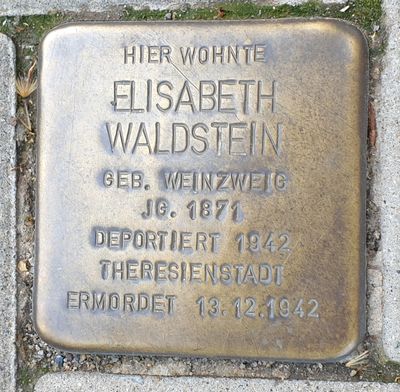 HIER WOHNTE
ELISABETH
WALDSTEIN
GEB. WEINZWEIG
JG. 1871
DEPORTIERT 1942
THERESIENSTADT
ERMORDET 13.12.1942